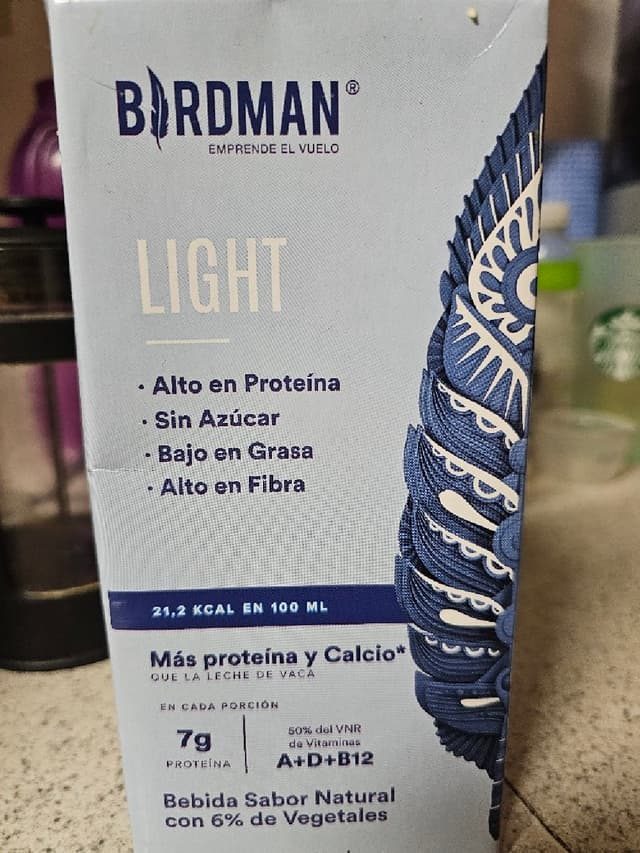 BIRDMAN®
EMPRENDE EL VUELO
LIGHT
· Alto en Proteína
· Sin Azúcar
· Bajo en Grasa
· Alto en Fibra
21,2 KCAL EN 100 ML
Más proteína y Calcio*
QUE LA LECHE DE VACA
EN CADA PORCIÓN
7g
PROTEÍNA
50% del VNR
de Vitaminas
A+D+B12
Bebida Sabor Natural
con 6% de Vegetales